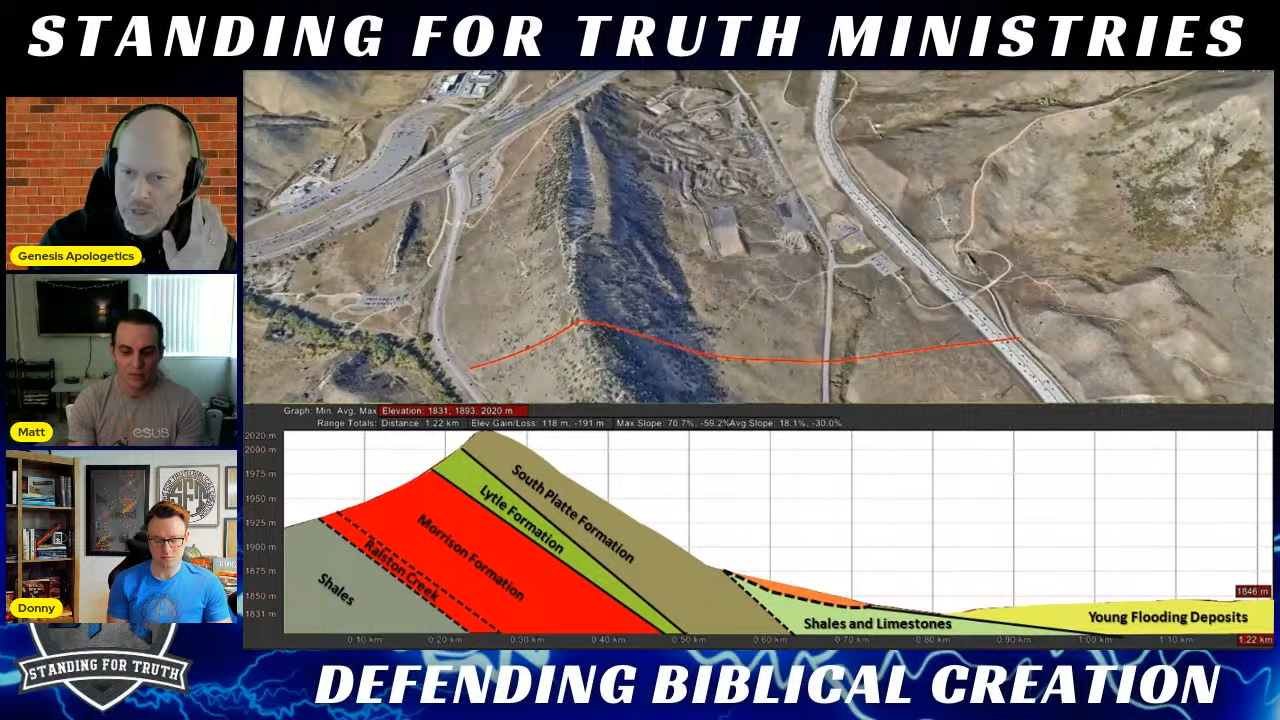 STANDING FOR TRUTH MINISTRIES
Genesis Apologetics
Matt
esus
Donny
STANDING FOR TRUTH
Graph: Min, Avg, Max Elevation: 1831, 1893, 2020 m
Range Totals: Distance: 1.22 km Elev Gain/Loss: 118 m, -191 m Max Slope: 70.7%, -59.2% Avg Slope: 18.1%, -30.0%
2020 m
2000 m
1975 m
1950 m
1925 m
1900 m
1875 m
1850 m
1831 m
South Platte Formation
Lytle Formation
Morrison Formation
Ralston Creek
Shales
Shales and Limestones
Young Flooding Deposits
1846 m
0.10 km 0.20 km 0.30 km 0.40 km 0.50 km 0.60 km 0.70 km 0.80 km 0.90 km 1.00 km 1.10 km 1.22 km
DEFENDING BIBLICAL CREATION